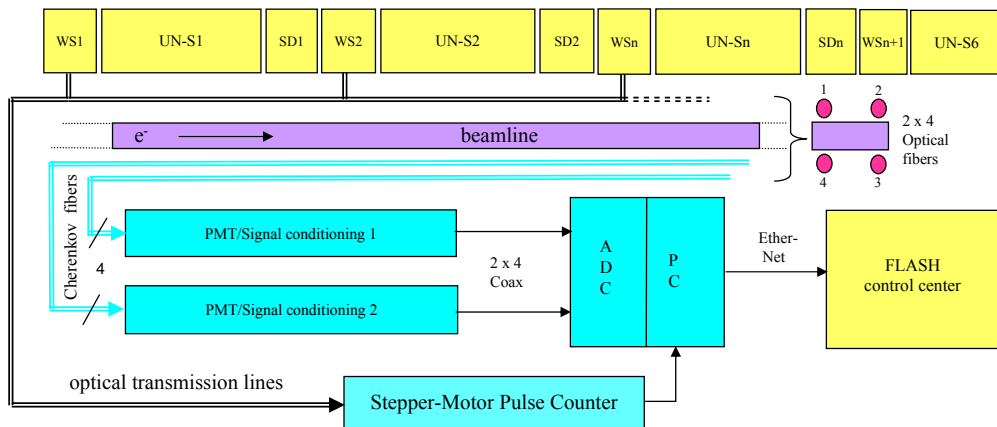 WS1 UN-S1 SD1 WS2 UN-S2 SD2 WSn UN-Sn SDn WSn+1 UN-S6
1 2
e- beamline
2 x 4
Optical
fibers
4 3
Cherenkov fibers
4
PMT/Signal conditioning 1
PMT/Signal conditioning 2
2 x 4
Coax
A
D
C
P
C
Ether-
Net
FLASH
control center
optical transmission lines
Stepper-Motor Pulse Counter